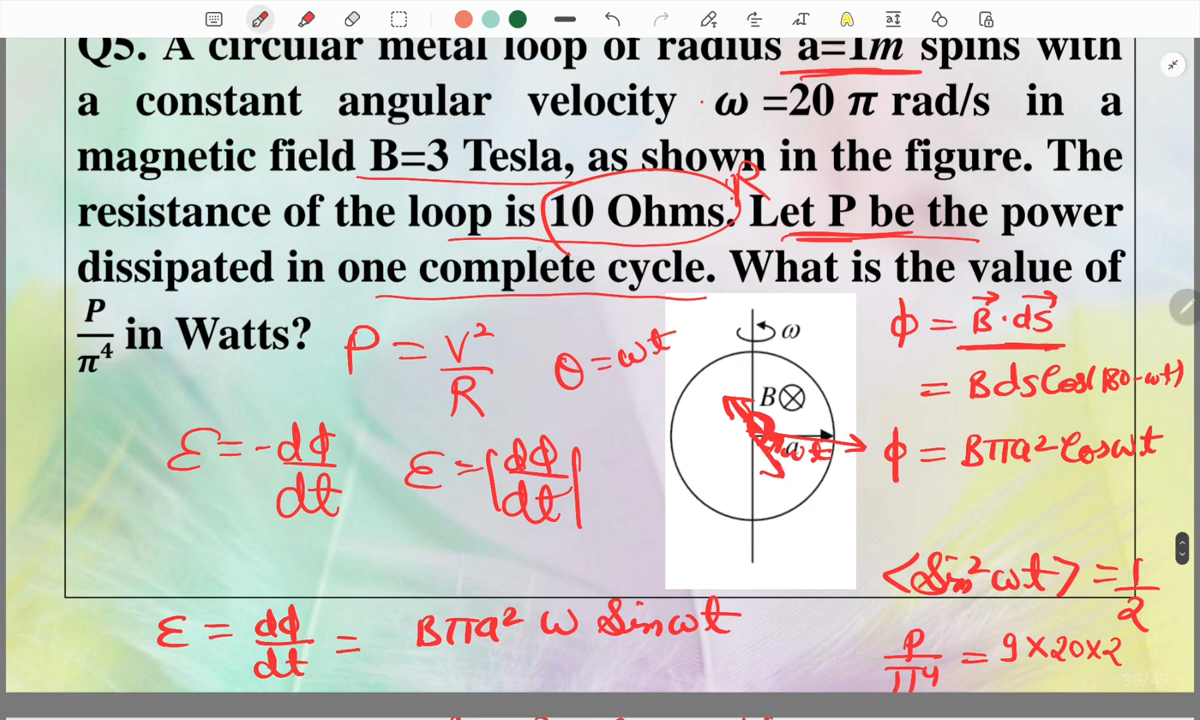 Q5. A circular metal loop of radius a=1m spins with
a constant angular velocity ω =20 π rad/s in a
magnetic field B=3 Tesla, as shown in the figure. The
resistance of the loop is 10 Ohms. Let P be the power
R
dissipated in one complete cycle. What is the value of
P/π⁴ in Watts?
P = V²/R
θ = ωt
ω
B⊗
a
ωt
ϕ = B⃗·dS⃗
= Bds Cos(180-ωt)
ϕ = Bπa² Cosωt
ε = -dϕ/dt
ε = |dϕ/dt|
<Sin²ωt> = 1/2
ε = dϕ/dt = Bπa² ω Sinωt
P/π⁴ = 9×20×2
38/49